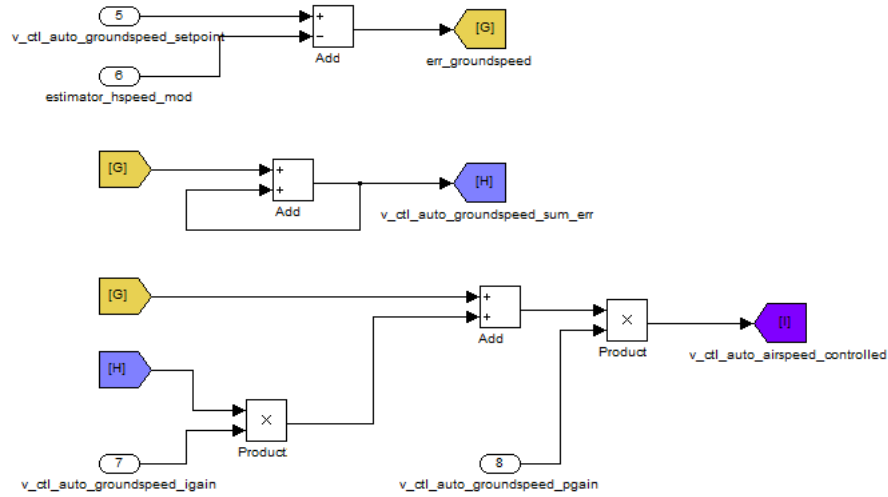 5
v_ctl_auto_groundspeed_setpoint
+
−
Add
[G]
err_groundspeed
6
estimator_hspeed_mod
[G]
+
+
Add
[H]
v_ctl_auto_groundspeed_sum_err
[G]
+
+
Add
×
Product
[I]
v_ctl_auto_airspeed_controlled
[H]
×
Product
7
v_ctl_auto_groundspeed_igain
8
v_ctl_auto_groundspeed_pgain